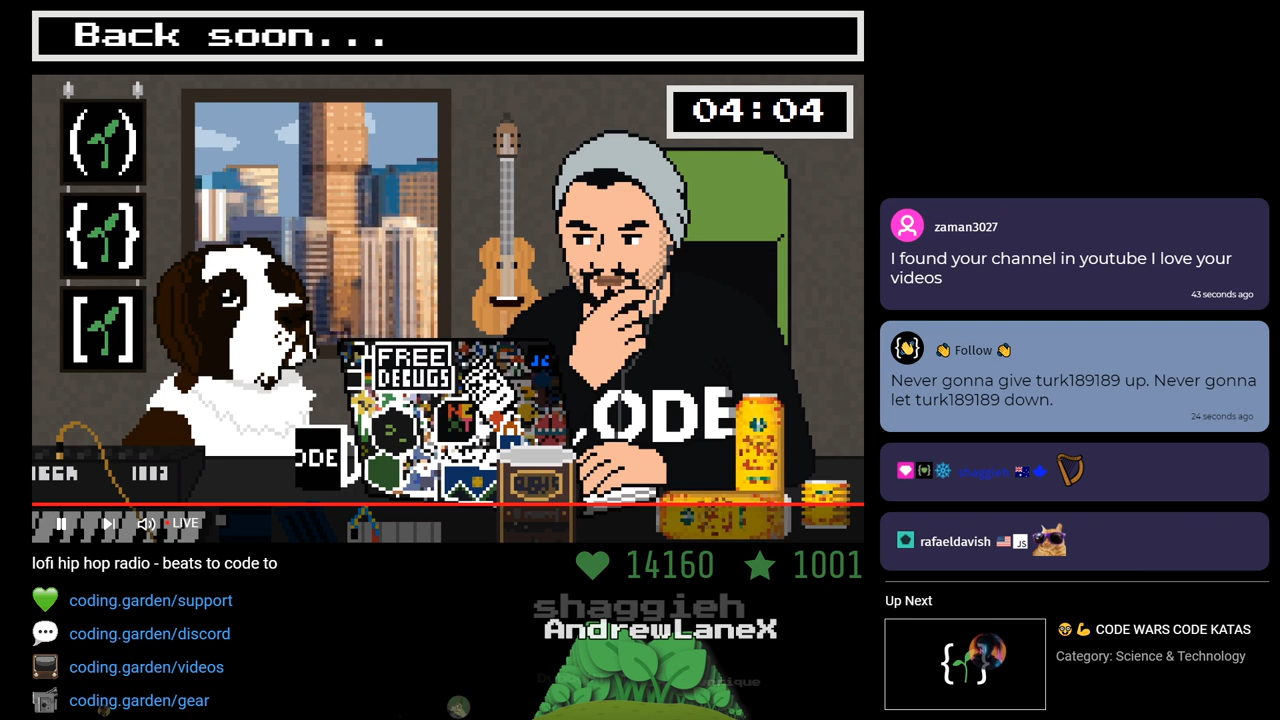 Back soon...
04:04
FREE
DEBUGS
CODE
ODE
LIVE
lofi hip hop radio - beats to code to
14160
1001
coding.garden/support
coding.garden/discord
coding.garden/videos
coding.garden/gear
shaggieh
AndrewLaneX
zaman3027
I found your channel in youtube I love your
videos
43 seconds ago
👏 Follow 👏
Never gonna give turk189189 up. Never gonna
let turk189189 down.
24 seconds ago
shaggieh
rafaeldavish JS
Up Next
🤓 💪 CODE WARS CODE KATAS
Category: Science & Technology